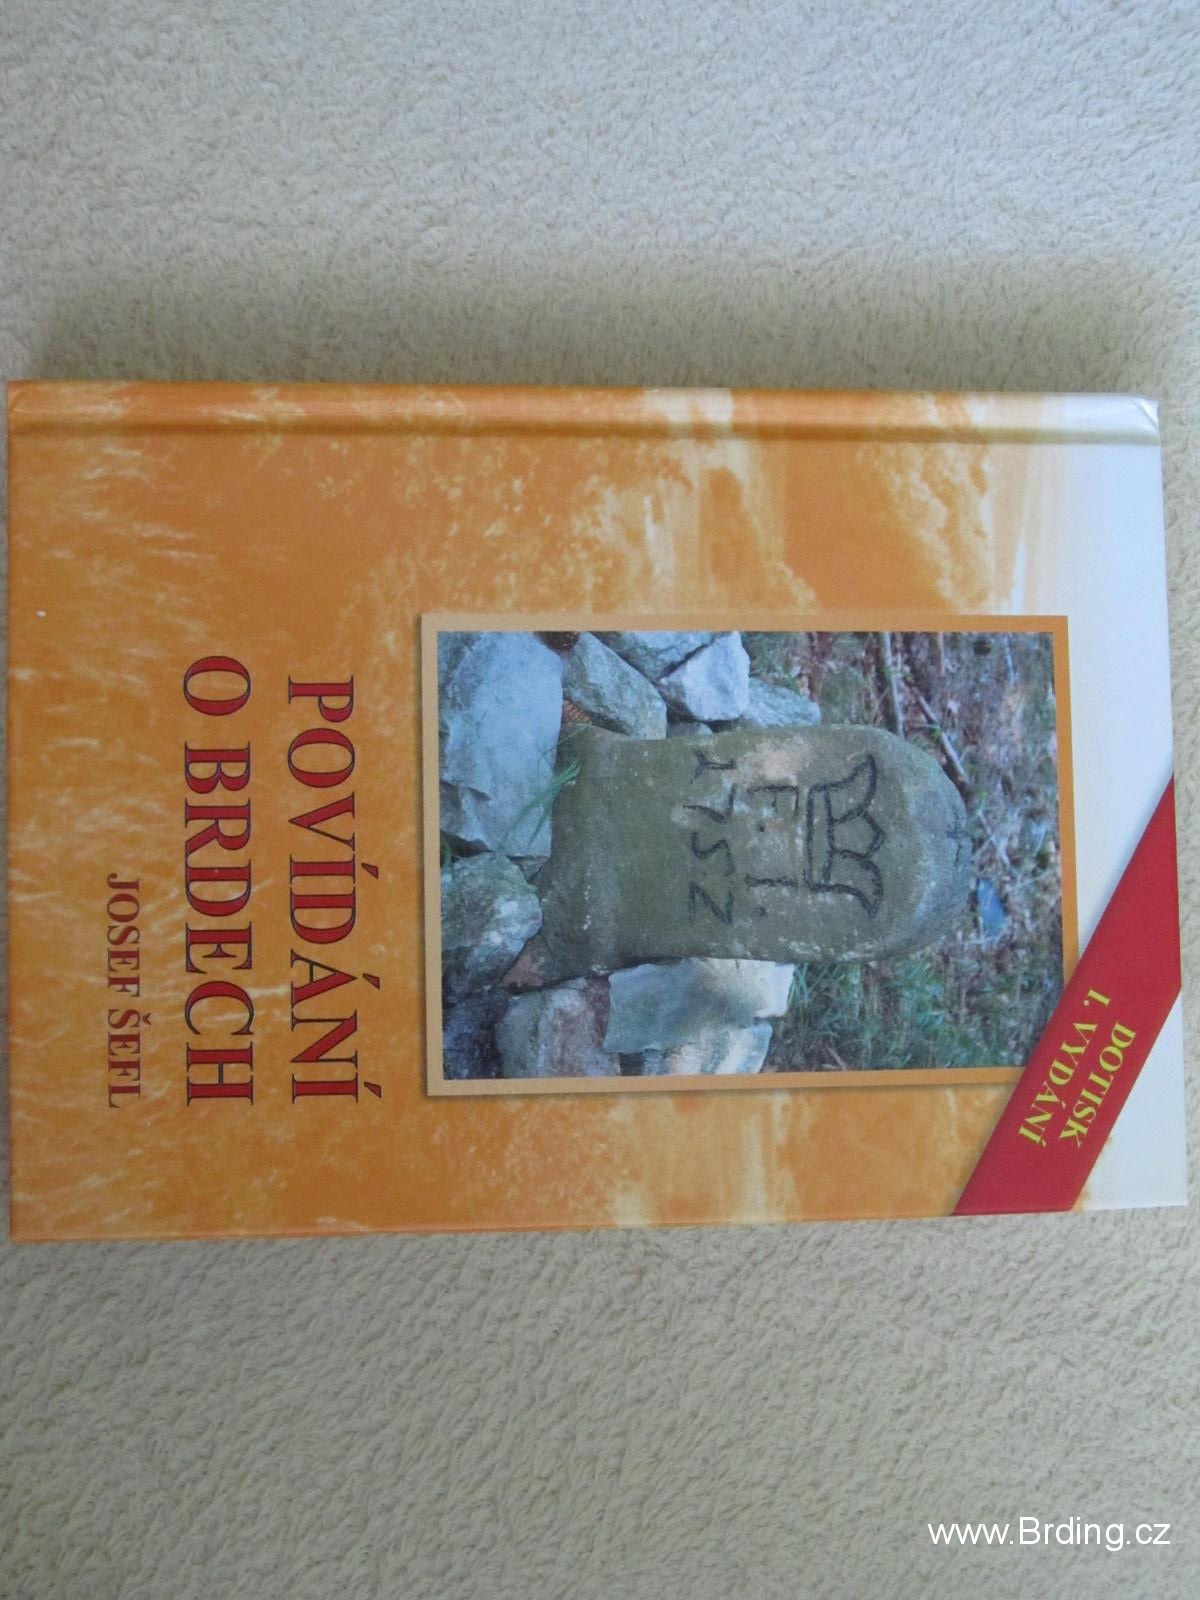 DOTISK
I. VYDÁNÍ
F. I.
1752
POVÍDÁNÍ
O BRDECH
JOSEF ŠEFL
www.Brding.cz